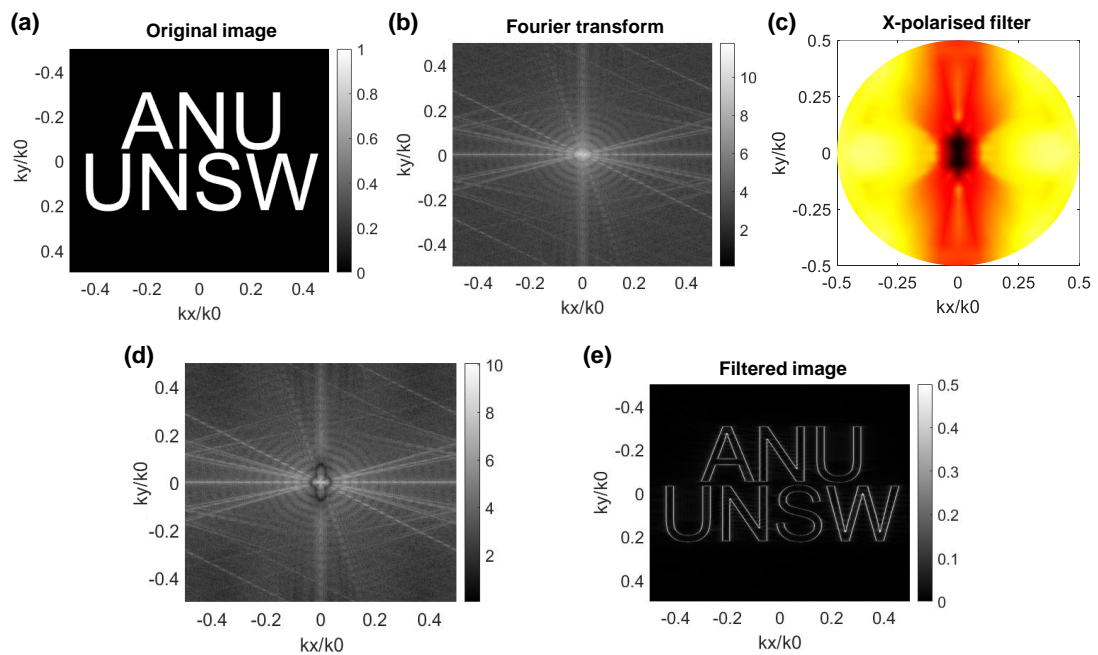 (a)
Original image
-0.4
-0.2
0
0.2
0.4
ky/k0
ANU
UNSW
1
0.8
0.6
0.4
0.2
0
-0.4 -0.2 0 0.2 0.4
kx/k0
(b)
Fourier transform
0.4
0.2
0
-0.2
-0.4
ky/k0
10
8
6
4
2
-0.4 -0.2 0 0.2 0.4
kx/k0
(c)
X-polarised filter
0.5
0.25
0
-0.25
-0.5
ky/k0
-0.5 -0.25 0 0.25 0.5
kx/k0
(d)
0.4
0.2
0
-0.2
-0.4
ky/k0
10
8
6
4
2
-0.4 -0.2 0 0.2 0.4
kx/k0
(e)
Filtered image
-0.4
-0.2
0
0.2
0.4
ky/k0
ANU
UNSW
0.5
0.4
0.3
0.2
0.1
0
-0.4 -0.2 0 0.2 0.4
kx/k0